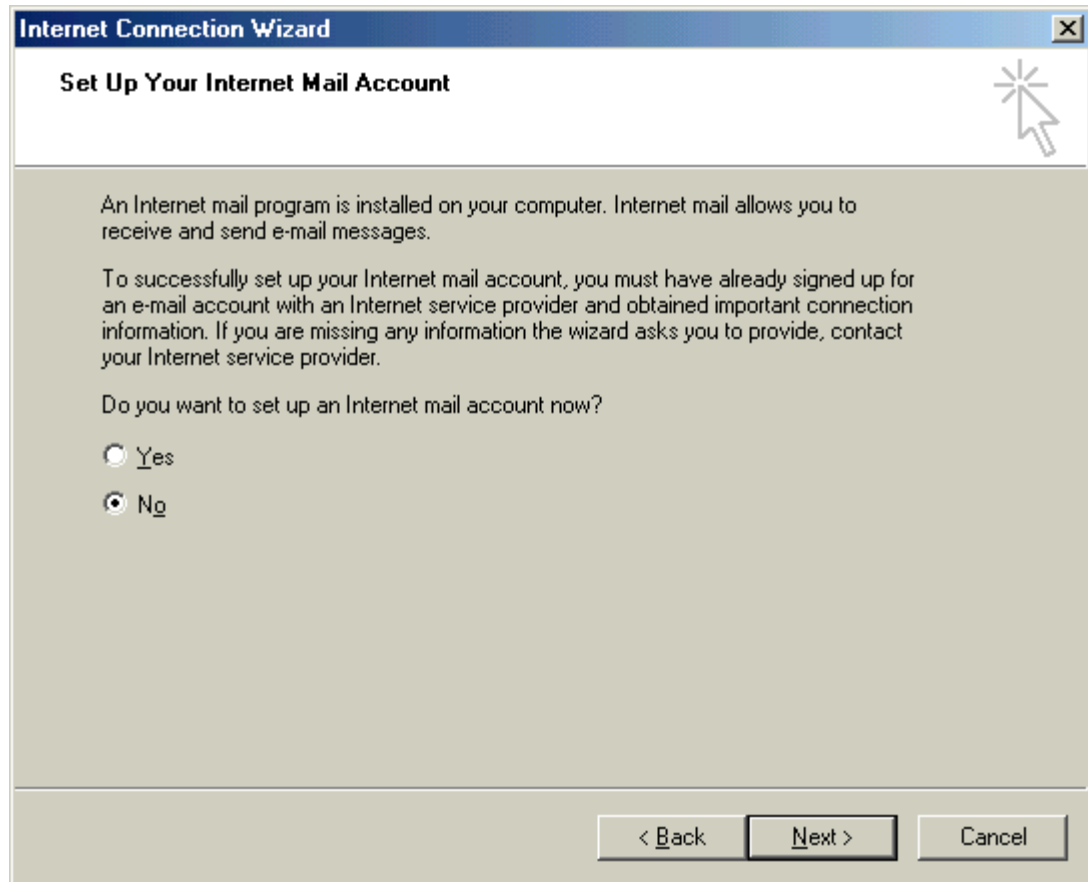 Internet Connection Wizard
Set Up Your Internet Mail Account
An Internet mail program is installed on your computer. Internet mail allows you to
receive and send e-mail messages.
To successfully set up your Internet mail account, you must have already signed up for
an e-mail account with an Internet service provider and obtained important connection
information. If you are missing any information the wizard asks you to provide, contact
your Internet service provider.
Do you want to set up an Internet mail account now?
Yes
No
< Back
Next >
Cancel